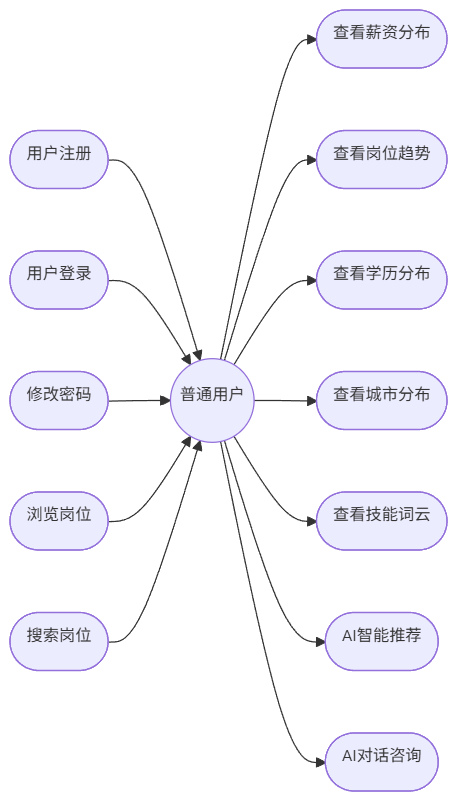 用户注册
用户登录
修改密码
浏览岗位
搜索岗位
普通用户
查看薪资分布
查看岗位趋势
查看学历分布
查看城市分布
查看技能词云
AI智能推荐
AI对话咨询